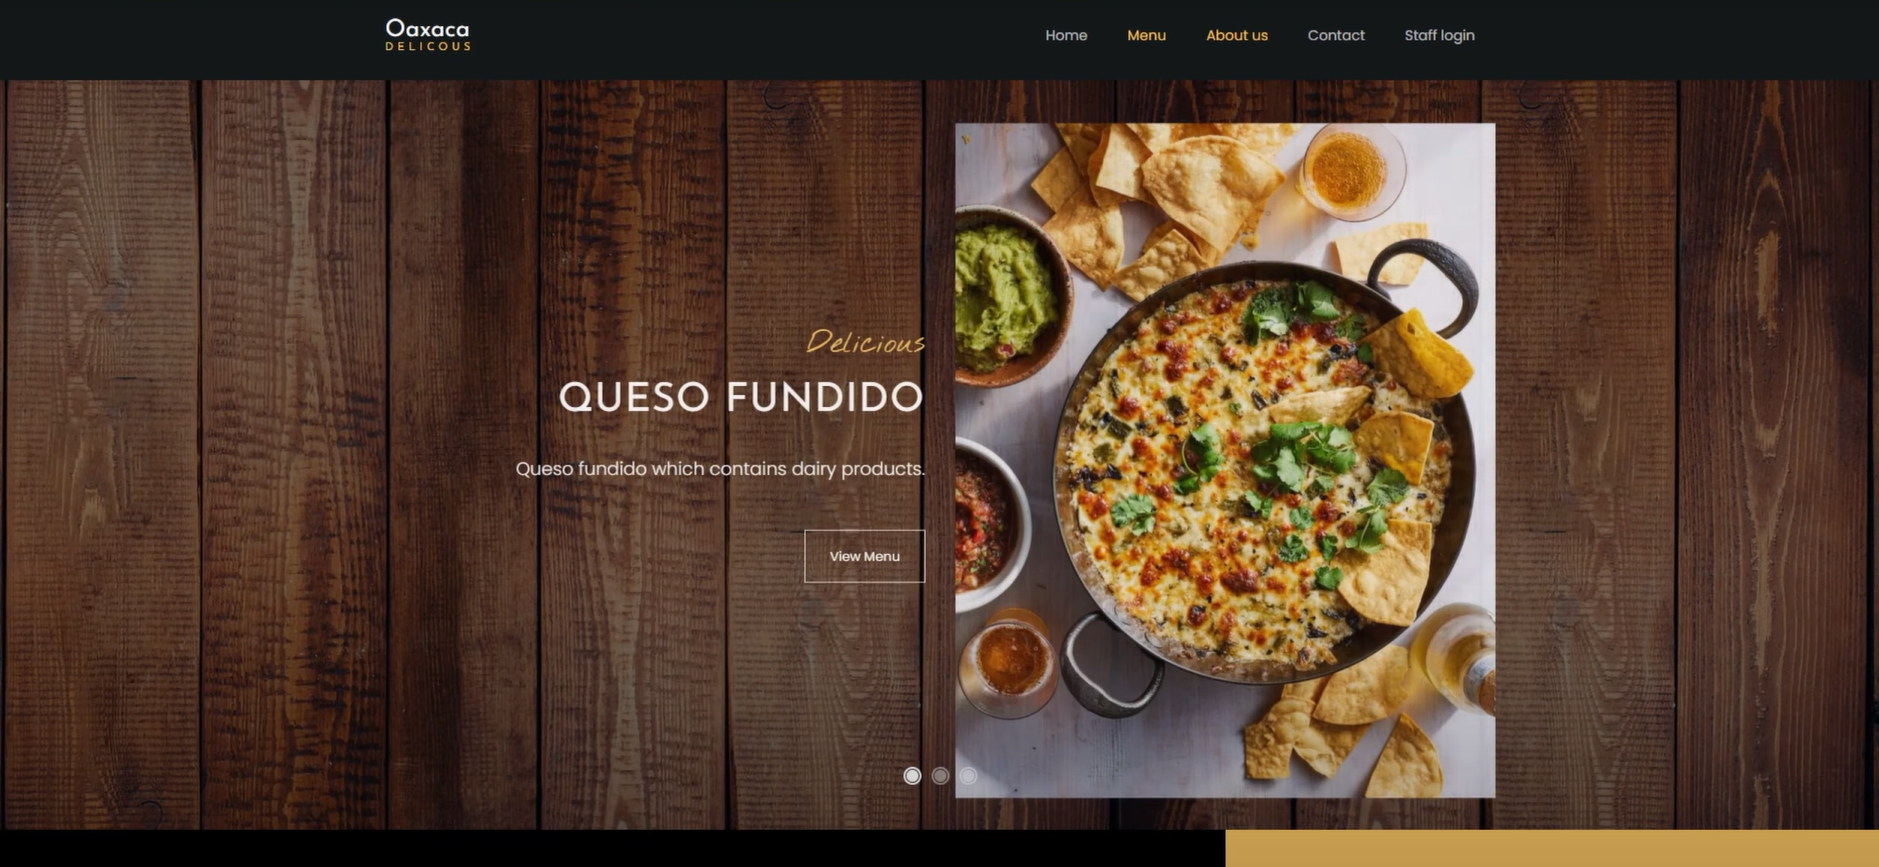 Oaxaca
DELICOUS
Home Menu About us Contact Staff login
Delicious
QUESO FUNDIDO
Queso fundido which contains dairy products.
View Menu